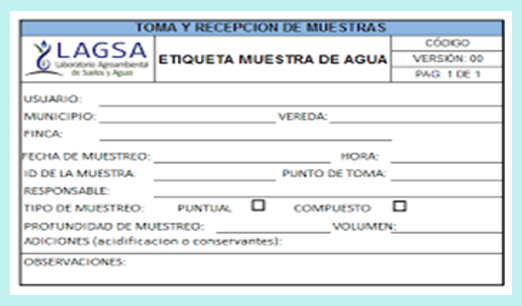 TOMA Y RECEPCION DE MUESTRAS
LAGSA
Laboratorio Agroambiental
de Suelos y Aguas
ETIQUETA MUESTRA DE AGUA
CÓDIGO
VERSIÓN: 00
PAG: 1 DE 1
USUARIO:
MUNICIPIO: VEREDA:
FINCA:
FECHA DE MUESTREO: HORA:
ID DE LA MUESTRA: PUNTO DE TOMA:
RESPONSABLE:
TIPO DE MUESTREO: PUNTUAL COMPUESTO
PROFUNDIDAD DE MUESTREO: VOLUMEN:
ADICIONES (acidificacion o conservantes):
OBSERVACIONES: